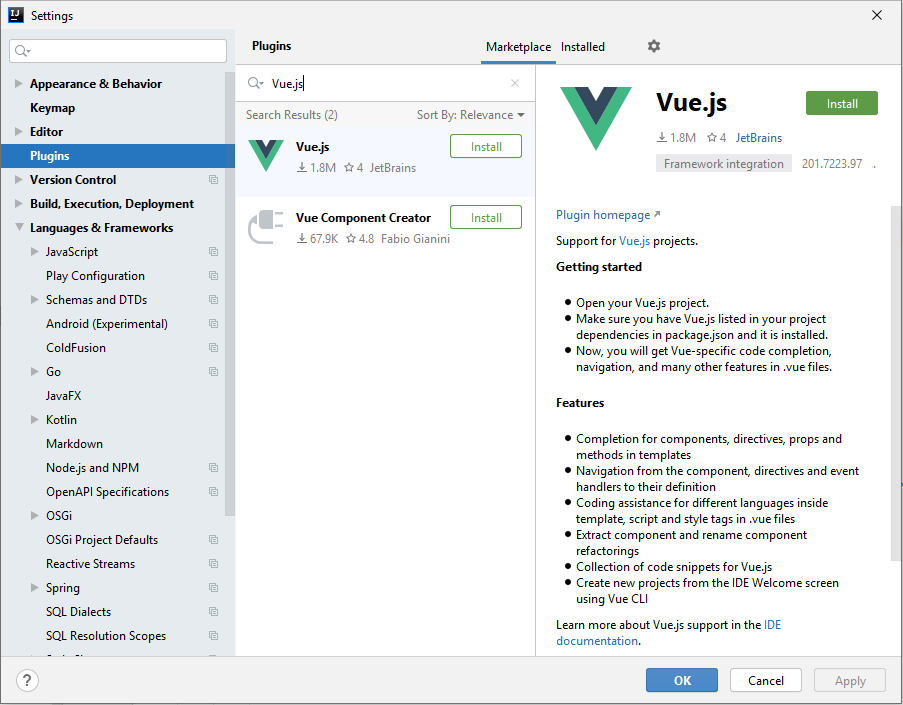 IJ
Settings
Appearance & Behavior
Keymap
Editor
Plugins
Version Control
Build, Execution, Deployment
Languages & Frameworks
JavaScript
Play Configuration
Schemas and DTDs
Android (Experimental)
ColdFusion
Go
JavaFX
Kotlin
Markdown
Node.js and NPM
OpenAPI Specifications
OSGi
OSGi Project Defaults
Reactive Streams
Spring
SQL Dialects
SQL Resolution Scopes
Plugins
Marketplace Installed
Vue.js
Search Results (2) Sort By: Relevance
Vue.js Install
1.8M 4 JetBrains
Vue Component Creator Install
67.9K 4.8 Fabio Gianini
Vue.js Install
1.8M 4 JetBrains
Framework integration 201.7223.97 .
Plugin homepage
Support for Vue.js projects.
Getting started
Open your Vue.js project.
Make sure you have Vue.js listed in your project
dependencies in package.json and it is installed.
Now, you will get Vue-specific code completion,
navigation, and many other features in .vue files.
Features
Completion for components, directives, props and
methods in templates
Navigation from the component, directives and event
handlers to their definition
Coding assistance for different languages inside
template, script and style tags in .vue files
Extract component and rename component
refactorings
Collection of code snippets for Vue.js
Create new projects from the IDE Welcome screen
using Vue CLI
Learn more about Vue.js support in the IDE
documentation.
? OK Cancel Apply